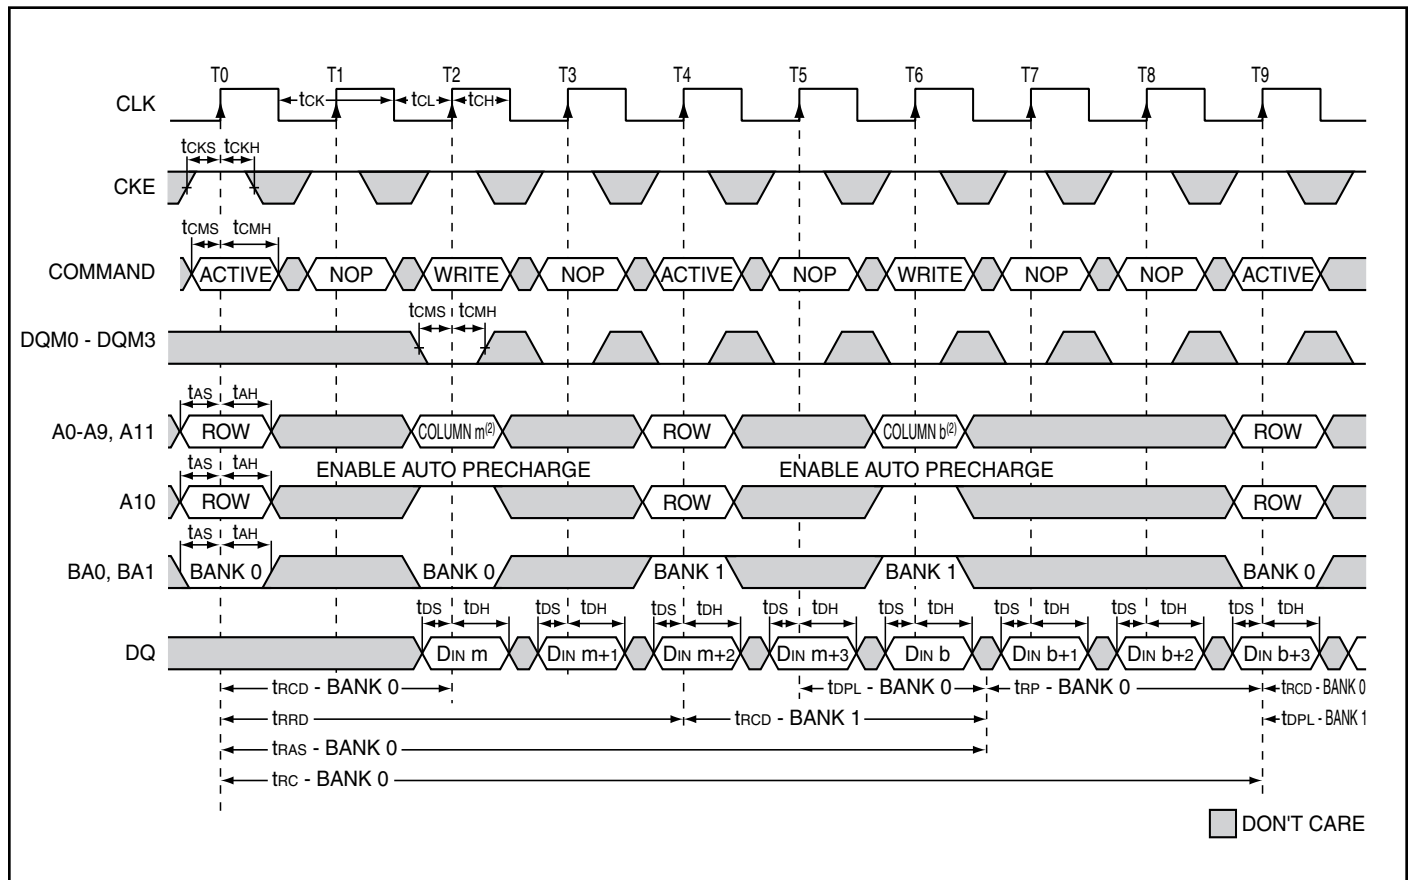 T0 T1 T2 T3 T4 T5 T6 T7 T8 T9
CLK tCK tCL tCH
tCKS tCKH
CKE
tCMS tCMH
COMMAND ACTIVE NOP WRITE NOP ACTIVE NOP WRITE NOP NOP ACTIVE
tCMS tCMH
DQM0 - DQM3
tAS tAH
A0-A9, A11 ROW COLUMN m(2) ROW COLUMN b(2) ROW
tAS tAH ENABLE AUTO PRECHARGE ENABLE AUTO PRECHARGE
A10 ROW ROW ROW
tAS tAH
BA0, BA1 BANK 0 BANK 0 BANK 1 BANK 1 BANK 0
tDS tDH tDS tDH tDS tDH tDS tDH tDS tDH tDS tDH tDS tDH tDS tDH
DQ DIN m DIN m+1 DIN m+2 DIN m+3 DIN b DIN b+1 DIN b+2 DIN b+3
tRCD - BANK 0 tDPL - BANK 0 tRP - BANK 0 tRCD - BANK 0
tRRD tRCD - BANK 1 tDPL - BANK 1
tRAS - BANK 0
tRC - BANK 0
DON'T CARE